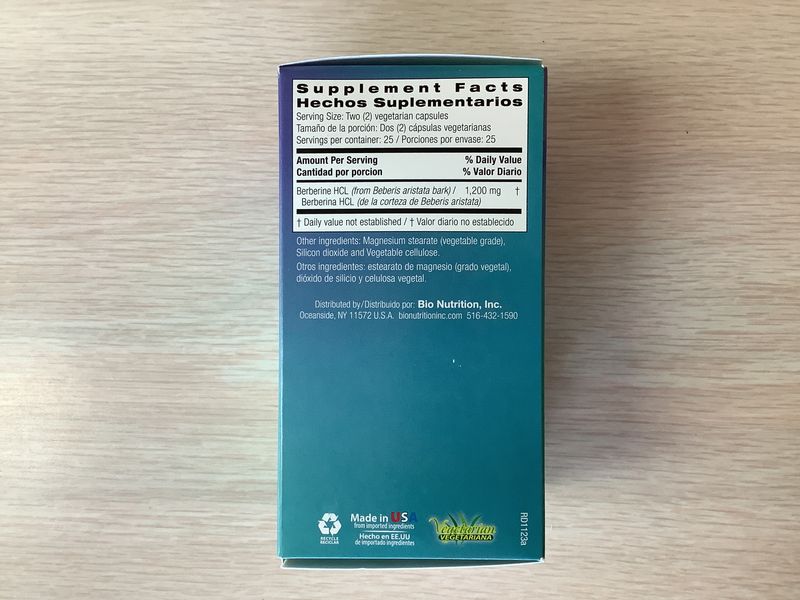 Supplement Facts
Hechos Suplementarios
Serving Size: Two (2) vegetarian capsules
Tamaño de la porción: Dos (2) cápsulas vegetarianas
Servings per container: 25 / Porciones por envase: 25
Amount Per Serving % Daily Value
Cantidad por porcion % Valor Diario
Berberine HCL (from Beberis aristata bark) / 1,200 mg †
Berberina HCL (de la corteza de Beberis aristata)
† Daily value not established / † Valor diario no establecido
Other ingredients: Magnesium stearate (vegetable grade),
Silicon dioxide and Vegetable cellulose.
Otros ingredientes: estearato de magnesio (grado vegetal),
dióxido de silicio y celulosa vegetal.
Distributed by/Distribuido por: Bio Nutrition, Inc.
Oceanside, NY 11572 U.S.A. bionutritioninc.com 516-432-1590
RECYCLE
RECICLAR
Made in USA
from imported ingredients
Hecho en EE.UU
de importado ingredientes
Vegetarian
VEGETARIANA
RD1123a